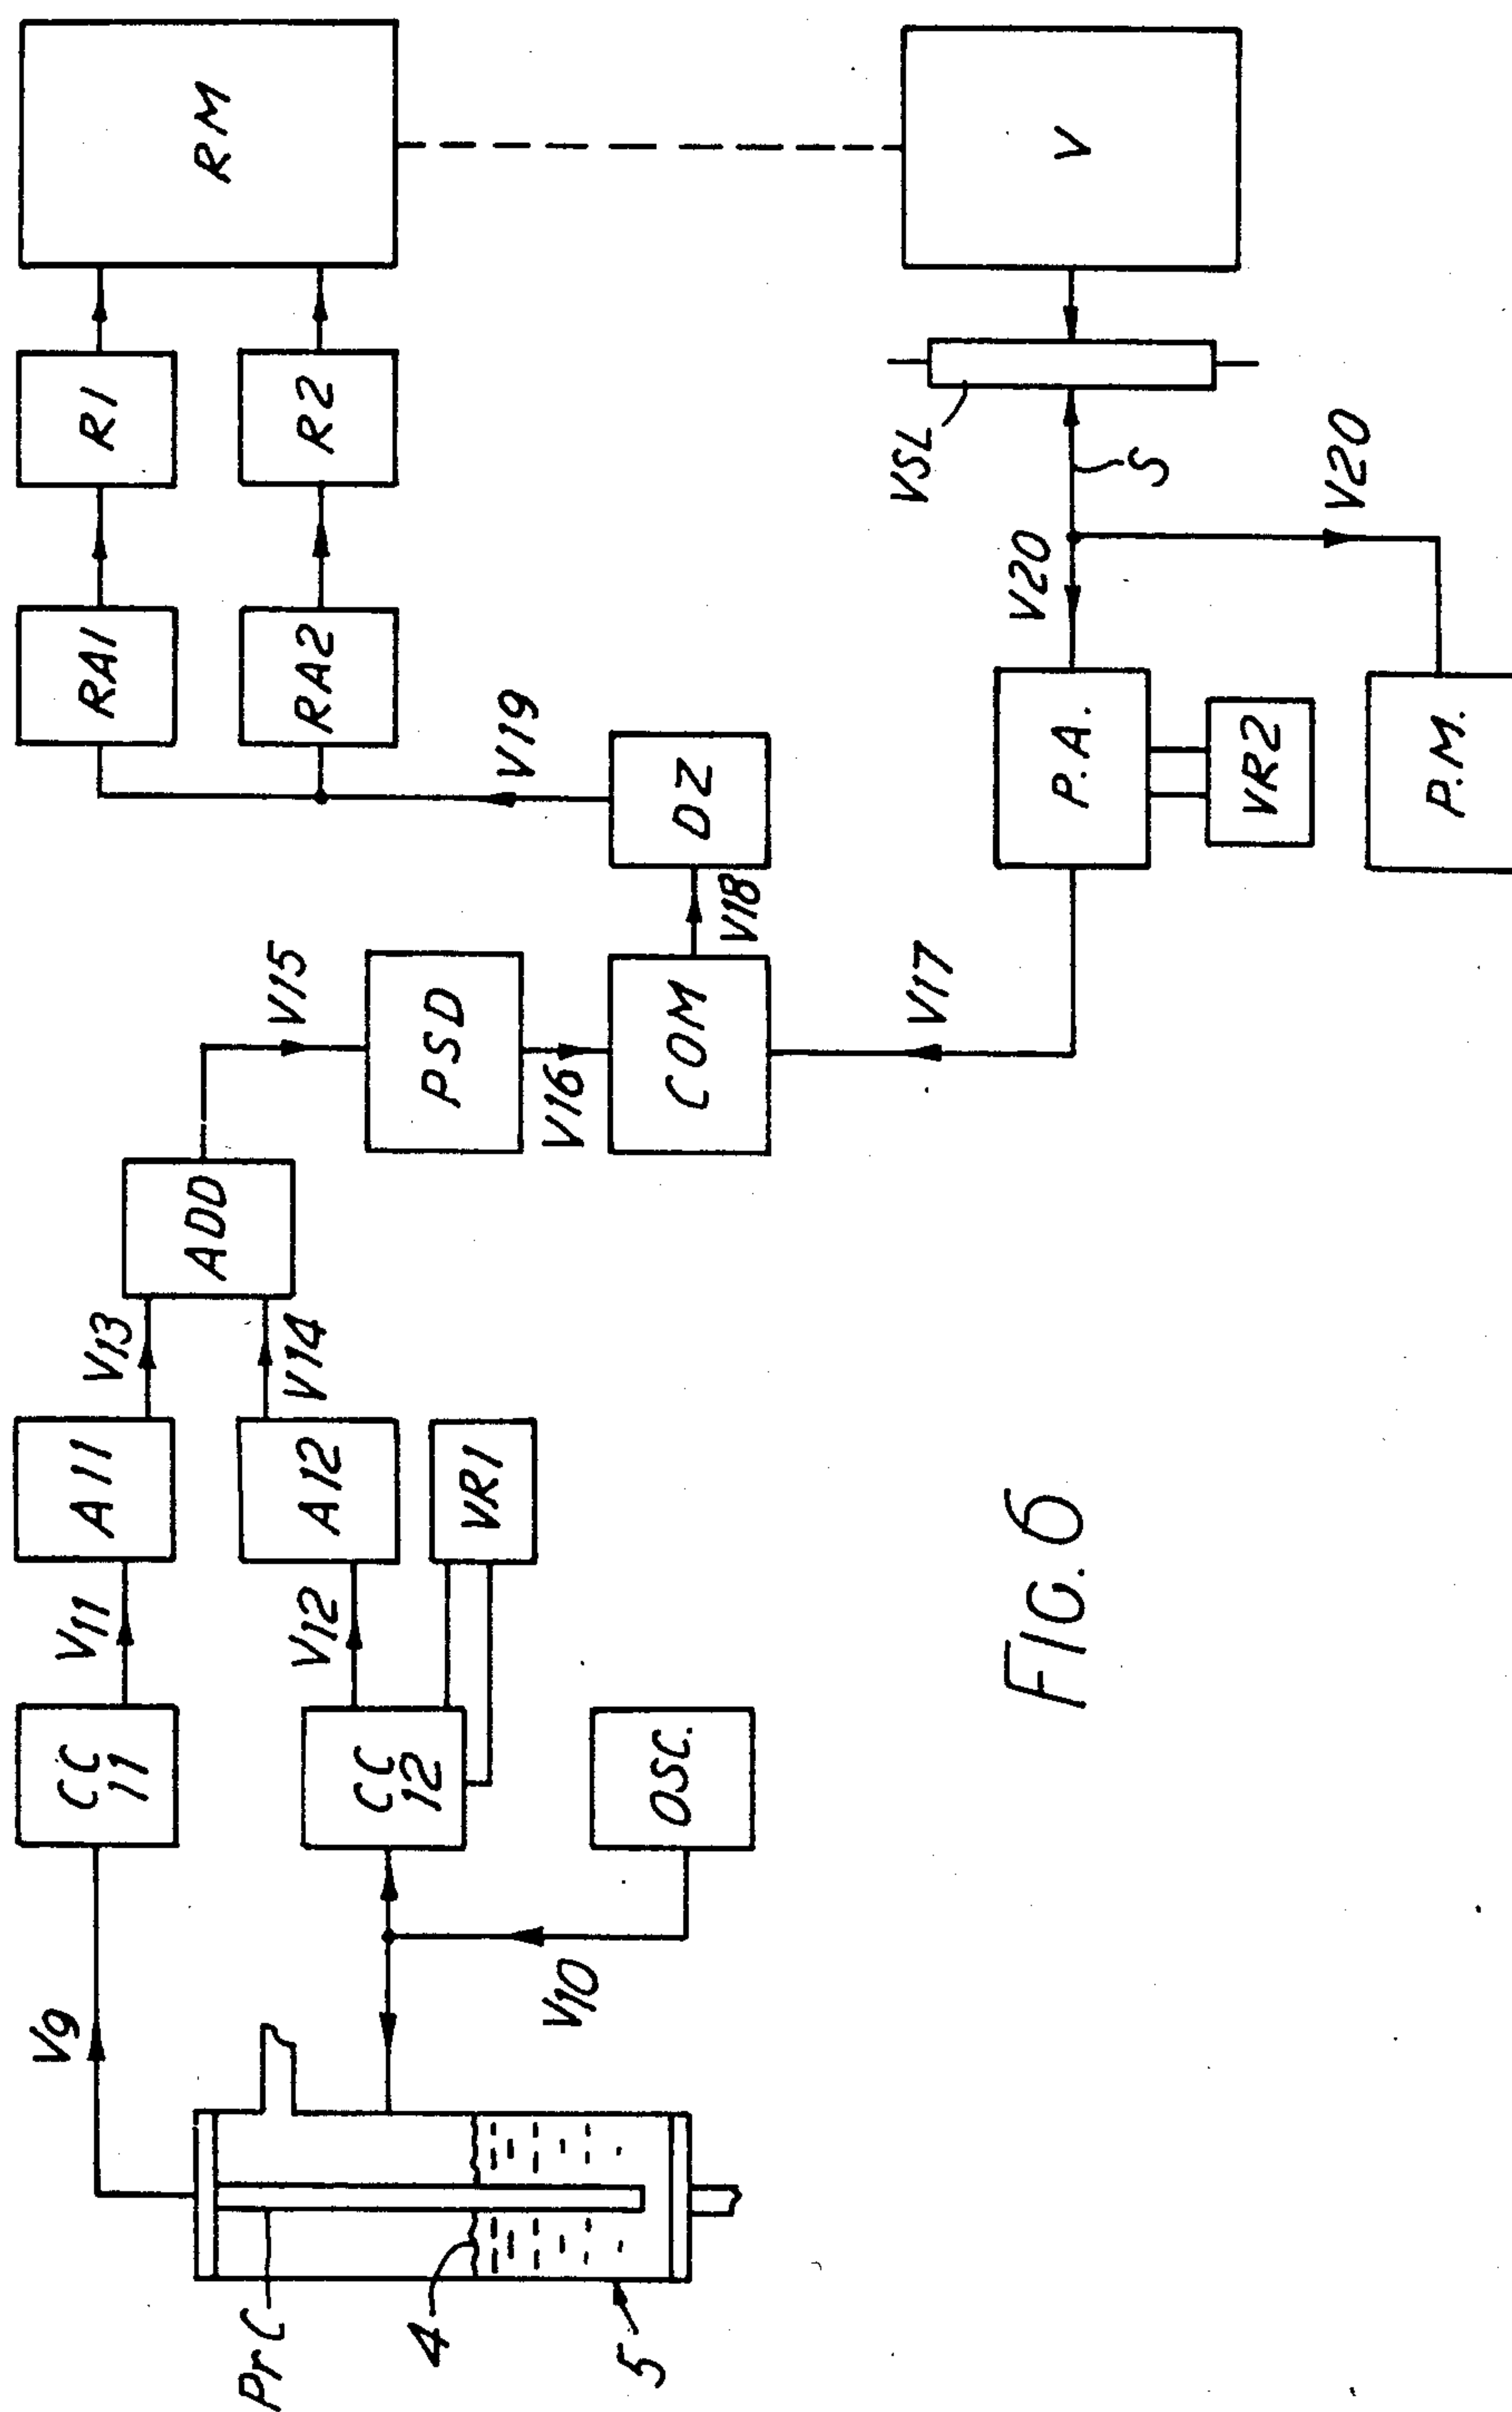 V9
CC
11
V11
A11
V13
RA1
R1
RM
PrC
4
5
CC
12
V12
A12
V14
ADD
V15
VR1
V10
OSC.
PSD
V16
COM
V18
DZ
V19
RA2
R2
V17
P.A.
VR2
V20
VSL
S
V
V20
P.M.
FIG. 6